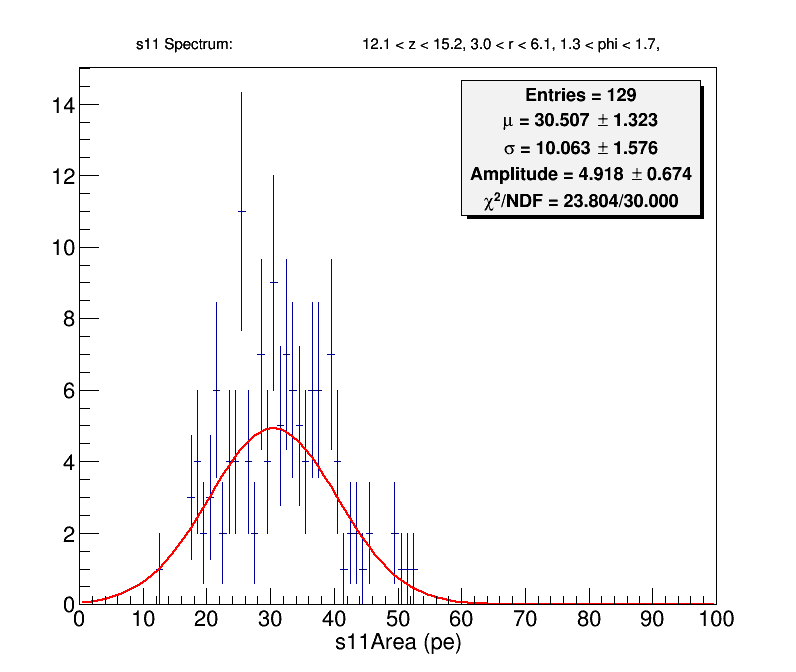 s11 Spectrum: 12.1 < z < 15.2, 3.0 < r < 6.1, 1.3 < phi < 1.7,
Entries = 129
μ = 30.507 ± 1.323
σ = 10.063 ± 1.576
Amplitude = 4.918 ± 0.674
χ²/NDF = 23.804/30.000
14
12
10
8
6
4
2
0
0 10 20 30 40 50 60 70 80 90 100
s11Area (pe)